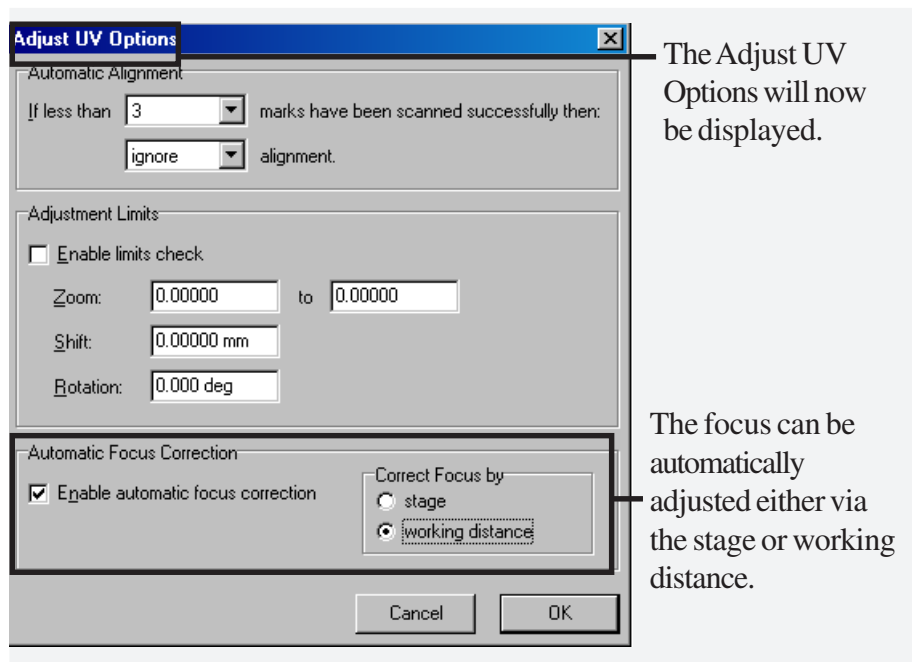 Adjust UV Options
The Adjust UV
Options will now
be displayed.
Automatic Alignment
If less than 3 marks have been scanned successfully then:
ignore alignment.
Adjustment Limits
Enable limits check
Zoom: 0.00000 to 0.00000
Shift: 0.00000 mm
Rotation: 0.000 deg
Automatic Focus Correction
Enable automatic focus correction
Correct Focus by
stage
working distance
The focus can be
automatically
adjusted either via
the stage or working
distance.
Cancel OK